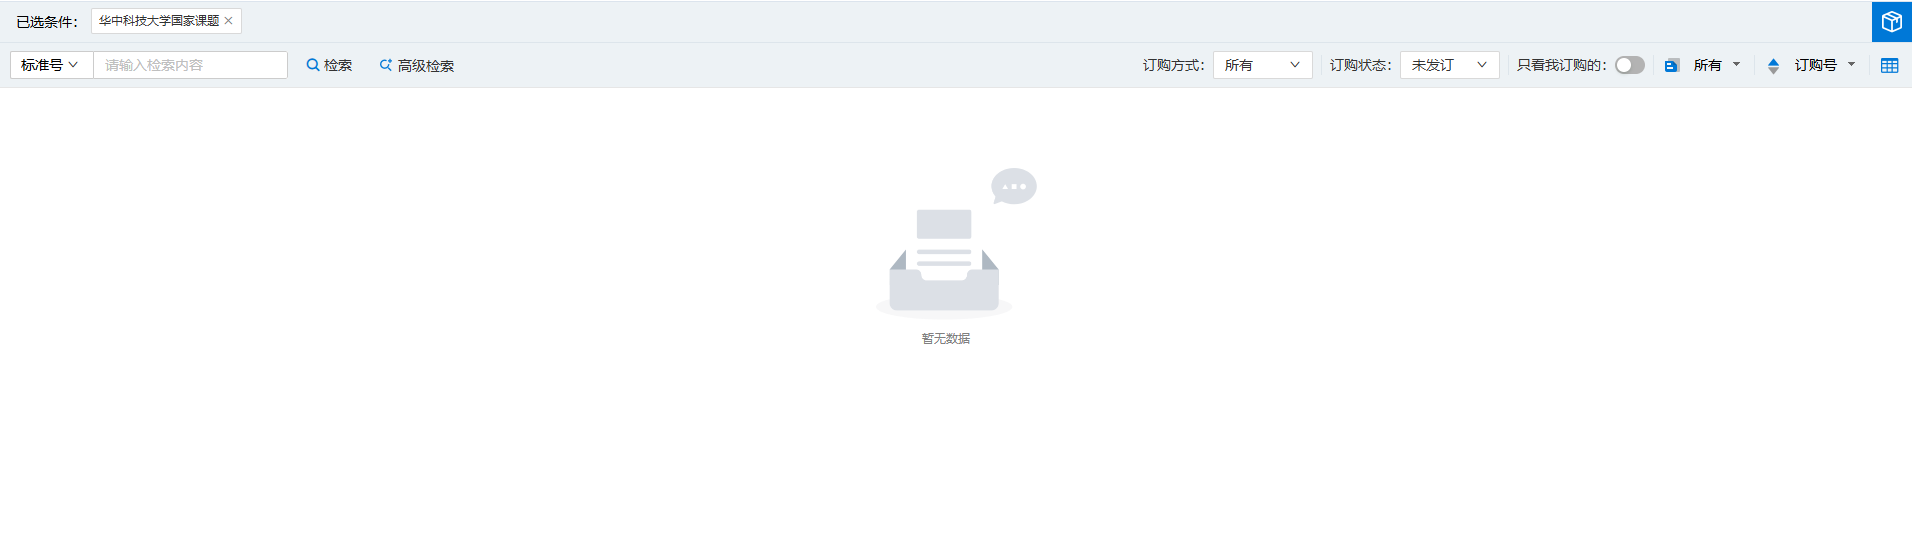 已选条件： 华中科技大学国家课题
标准号 请输入检索内容 检索 高级检索 订购方式： 所有 订购状态： 未发订 只看我订购的： 所有 订购号
暂无数据